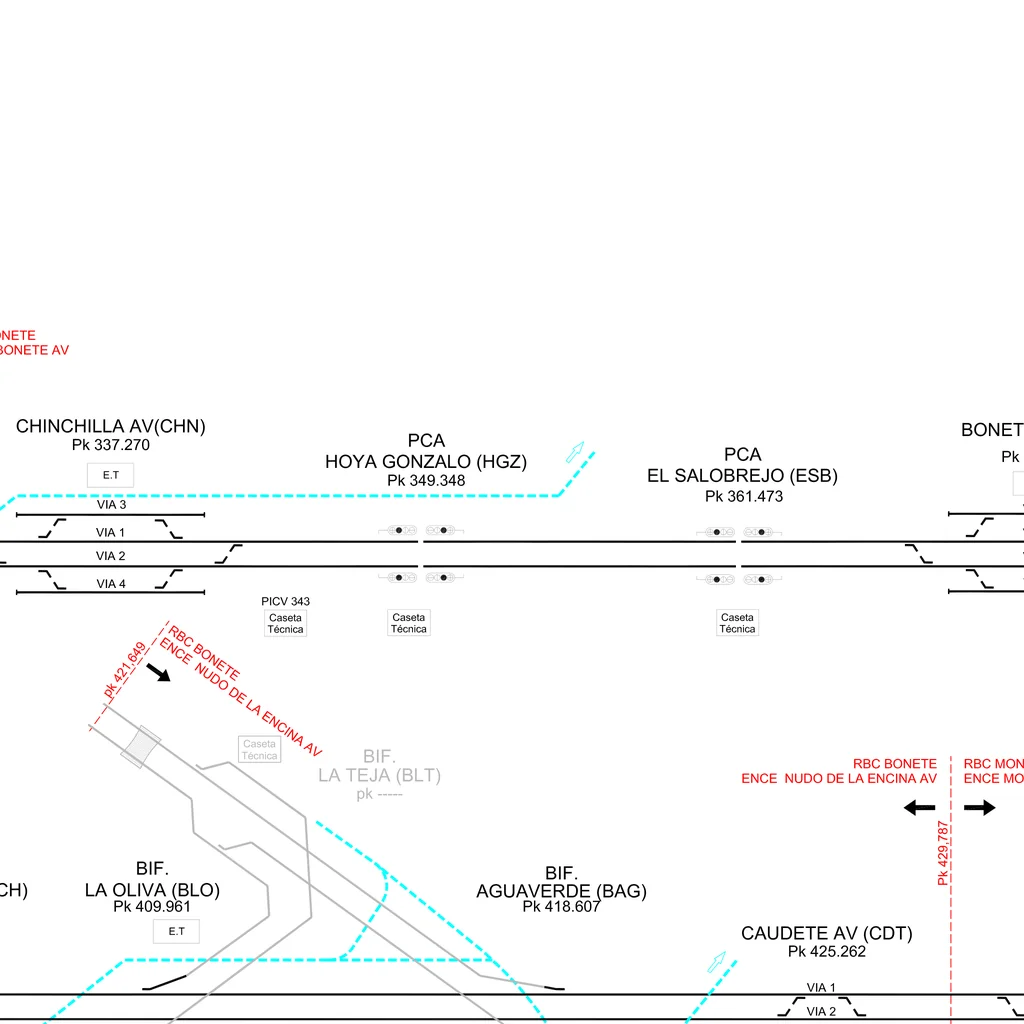 ONETE
BONETE AV
CHINCHILLA AV(CHN)
Pk 337.270
E.T
PCA
HOYA GONZALO (HGZ)
Pk 349.348
PCA
EL SALOBREJO (ESB)
Pk 361.473
BONET
Pk
VIA 3
VIA 1
VIA 2
VIA 4
PICV 343
Caseta
Técnica
Caseta
Técnica
Caseta
Técnica
pk 421,649
RBC BONETE
ENCE NUDO DE LA ENCINA AV
Caseta
Técnica
BIF.
LA TEJA (BLT)
pk -----
RBC BONETE
ENCE NUDO DE LA ENCINA AV
RBC MON
ENCE MO
Pk 429,787
CH)
BIF.
LA OLIVA (BLO)
Pk 409.961
E.T
BIF.
AGUAVERDE (BAG)
Pk 418.607
CAUDETE AV (CDT)
Pk 425.262
VIA 1
VIA 2